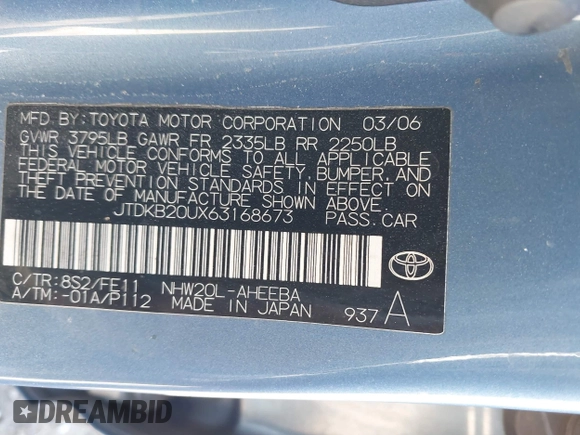 MFD. BY: TOYOTA MOTOR CORPORATION 03/06
GVWR 3795LB GAWR FR 2335LB RR 2250LB
THIS VEHICLE CONFORMS TO ALL APPLICABLE
FEDERAL MOTOR VEHICLE SAFETY, BUMPER, AND
THEFT PREVENTION STANDARDS IN EFFECT ON
THE DATE OF MANUFACTURE SHOWN ABOVE.
JTDKB20UX63168673 PASS. CAR
C/TR: 8S2/FE11 NHW20L-AHEEBA
A/TM: -01A/P112 MADE IN JAPAN 937 A
DREAMBID